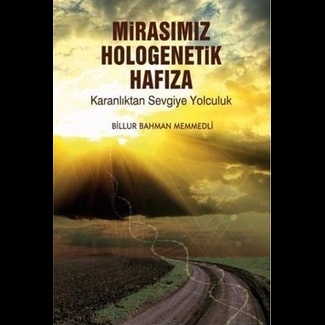 MİRASIMIZ
HOLOGENETİK
HAFIZA
Karanlıktan Sevgiye Yolculuk
BİLLUR BAHMAN MEMMEDLİ